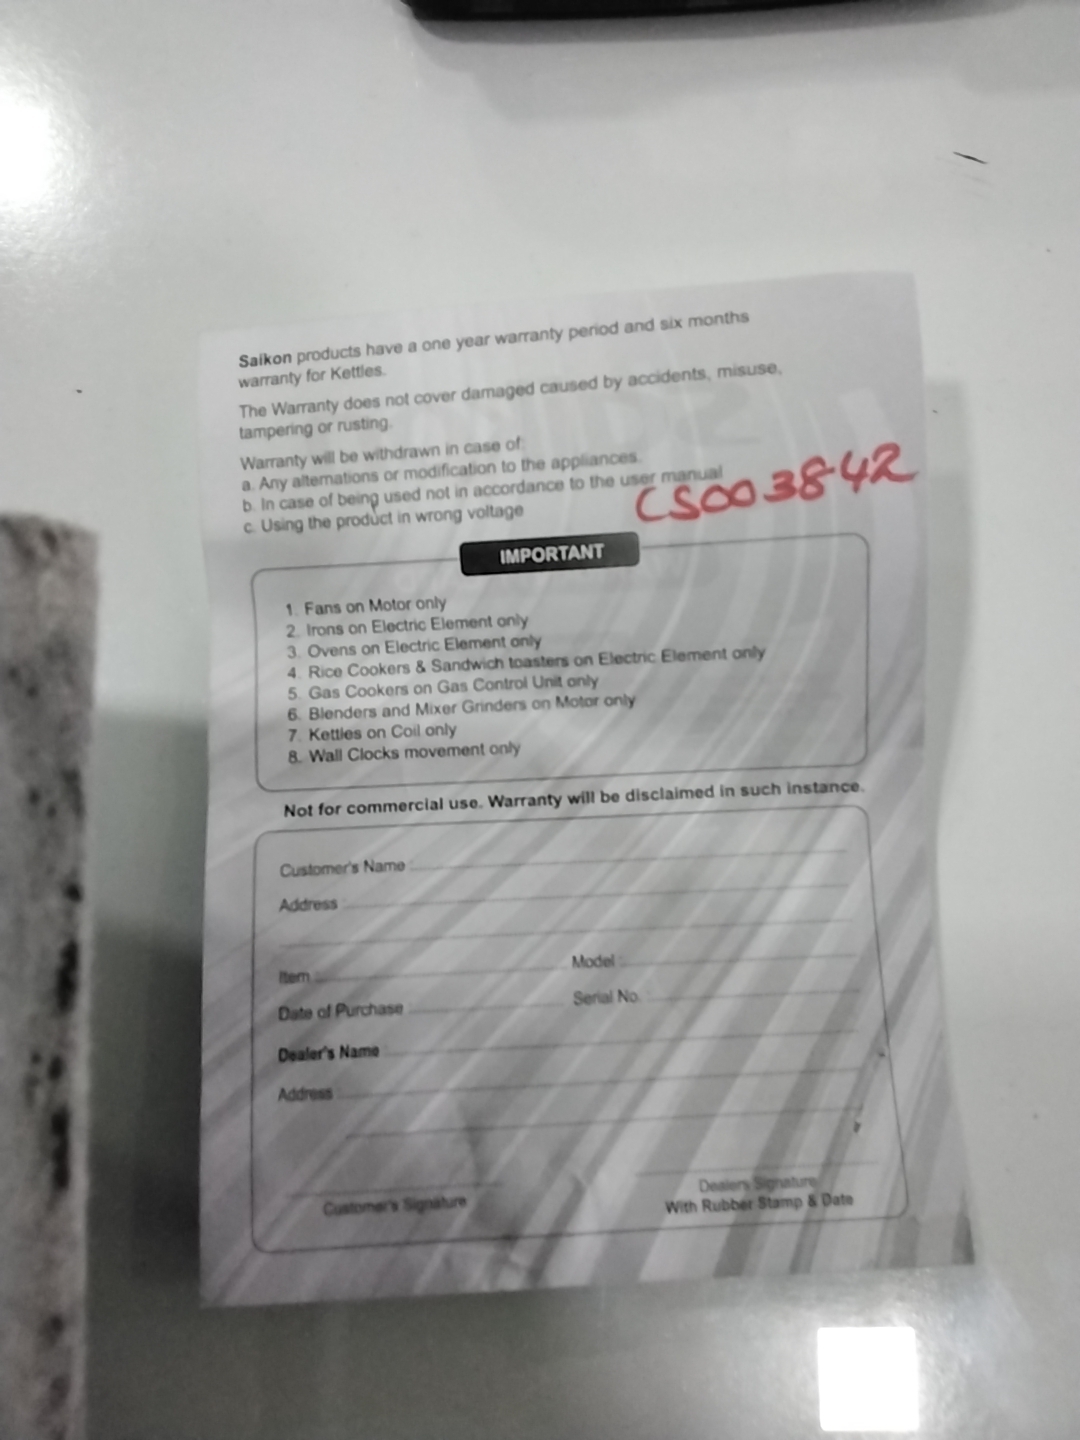 Saikon products have a one year warranty period and six months
warranty for Kettles.
The Warranty does not cover damaged caused by accidents, misuse,
tampering or rusting.
Warranty will be withdrawn in case of:
a. Any alternations or modification to the appliances.
b. In case of being used not in accordance to the user manual
c. Using the product in wrong voltage
CS003842
IMPORTANT
1. Fans on Motor only
2. Irons on Electric Element only
3. Ovens on Electric Element only
4. Rice Cookers & Sandwich toasters on Electric Element only
5. Gas Cookers on Gas Control Unit only
6. Blenders and Mixer Grinders on Motor only
7. Kettles on Coil only
8. Wall Clocks movement only
Not for commercial use. Warranty will be disclaimed in such instance.
Customer's Name :
Address :
Item : Model :
Date of Purchase : Serial No. :
Dealer's Name :
Address :
Customer's Signature
Dealers Signature
With Rubber Stamp & Date